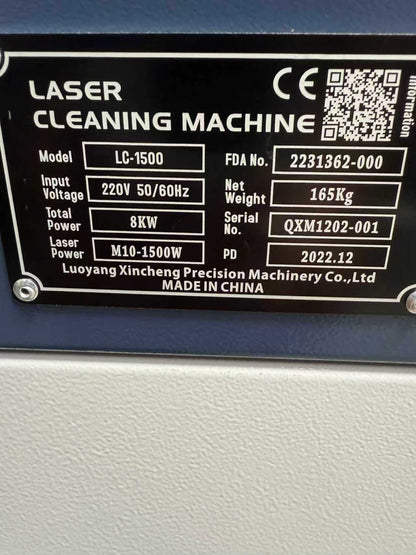 LASER
CLEANING MACHINE
CE
Information
Model LC-1500 FDA No. 2231362-000
Input Voltage 220V 50/60Hz Net Weight 165Kg
Total Power 8KW Serial No. QXM1202-001
Laser Power M10-1500W PD 2022.12
Luoyang Xincheng Precision Machinery Co.,Ltd
MADE IN CHINA